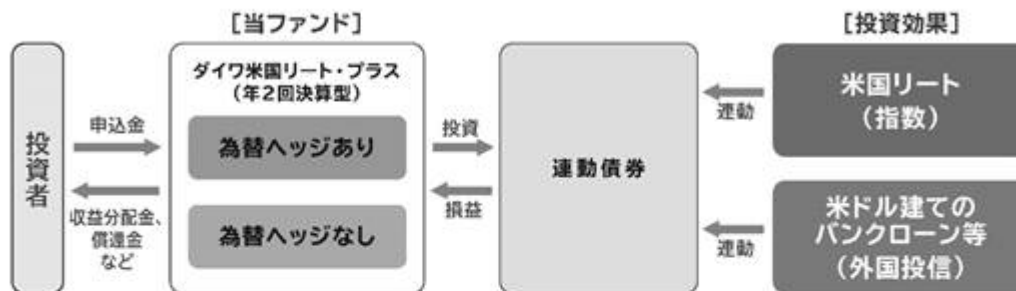 [当ファンド]
[投資効果]
投資者
申込金
収益分配金、
償還金
など
ダイワ米国リート・プラス
(年2回決算型)
為替ヘッジあり
為替ヘッジなし
投資
損益
連動債券
連動
連動
米国リート
(指数)
米ドル建ての
バンクローン等
(外国投信)